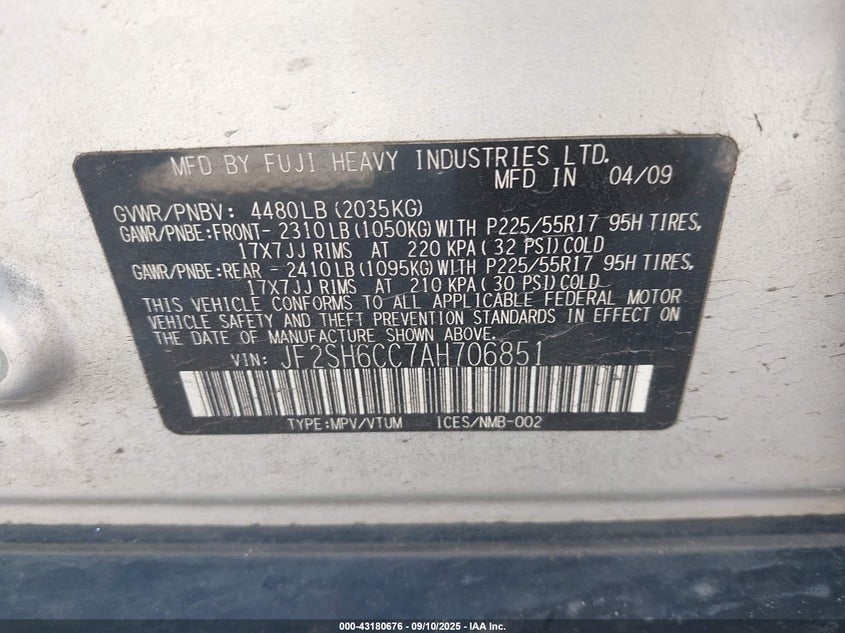 MFD BY FUJI HEAVY INDUSTRIES LTD.
MFD IN 04/09
GVWR/PNBV: 4480LB (2035KG)
GAWR/PNBE:FRONT- 2310LB(1050KG)WITH P225/55R17 95H TIRES,
17X7JJ RIMS AT 220 KPA( 32 PSI)COLD
GAWR/PNBE:REAR - 2410LB(1095KG)WITH P225/55R17 95H TIRES,
17X7JJ RIMS AT 210 KPA( 30 PSI)COLD
THIS VEHICLE CONFORMS TO ALL APPLICABLE FEDERAL MOTOR
VEHICLE SAFETY AND THEFT PREVENTION STANDARDS IN EFFECT ON
THE DATE OF MANUFACTURE SHOWN ABOVE.
VIN: JF2SH6CC7AH706851
TYPE:MPV/VTUM ICES/NMB-002
000-43180676 - 09/10/2025 - IAA Inc.